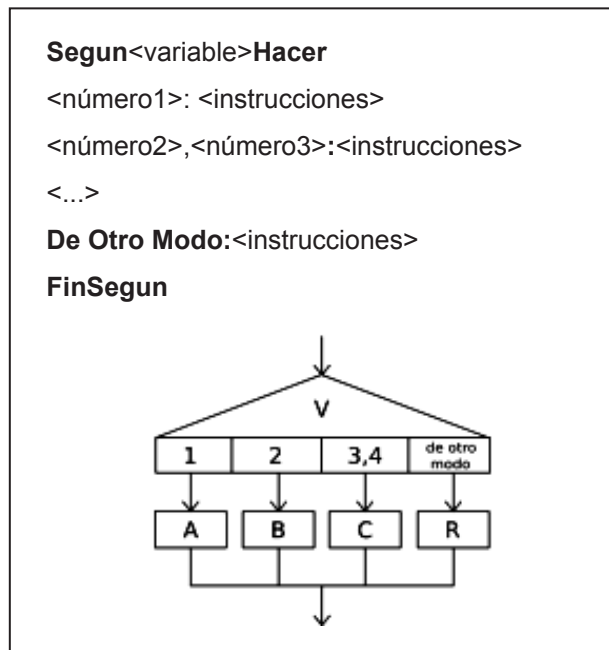 Segun<variable>Hacer
<número1>: <instrucciones>
<número2>,<número3>:<instrucciones>
<...>
De Otro Modo:<instrucciones>
FinSegun
V
1 2 3,4 de otro modo
A B C R